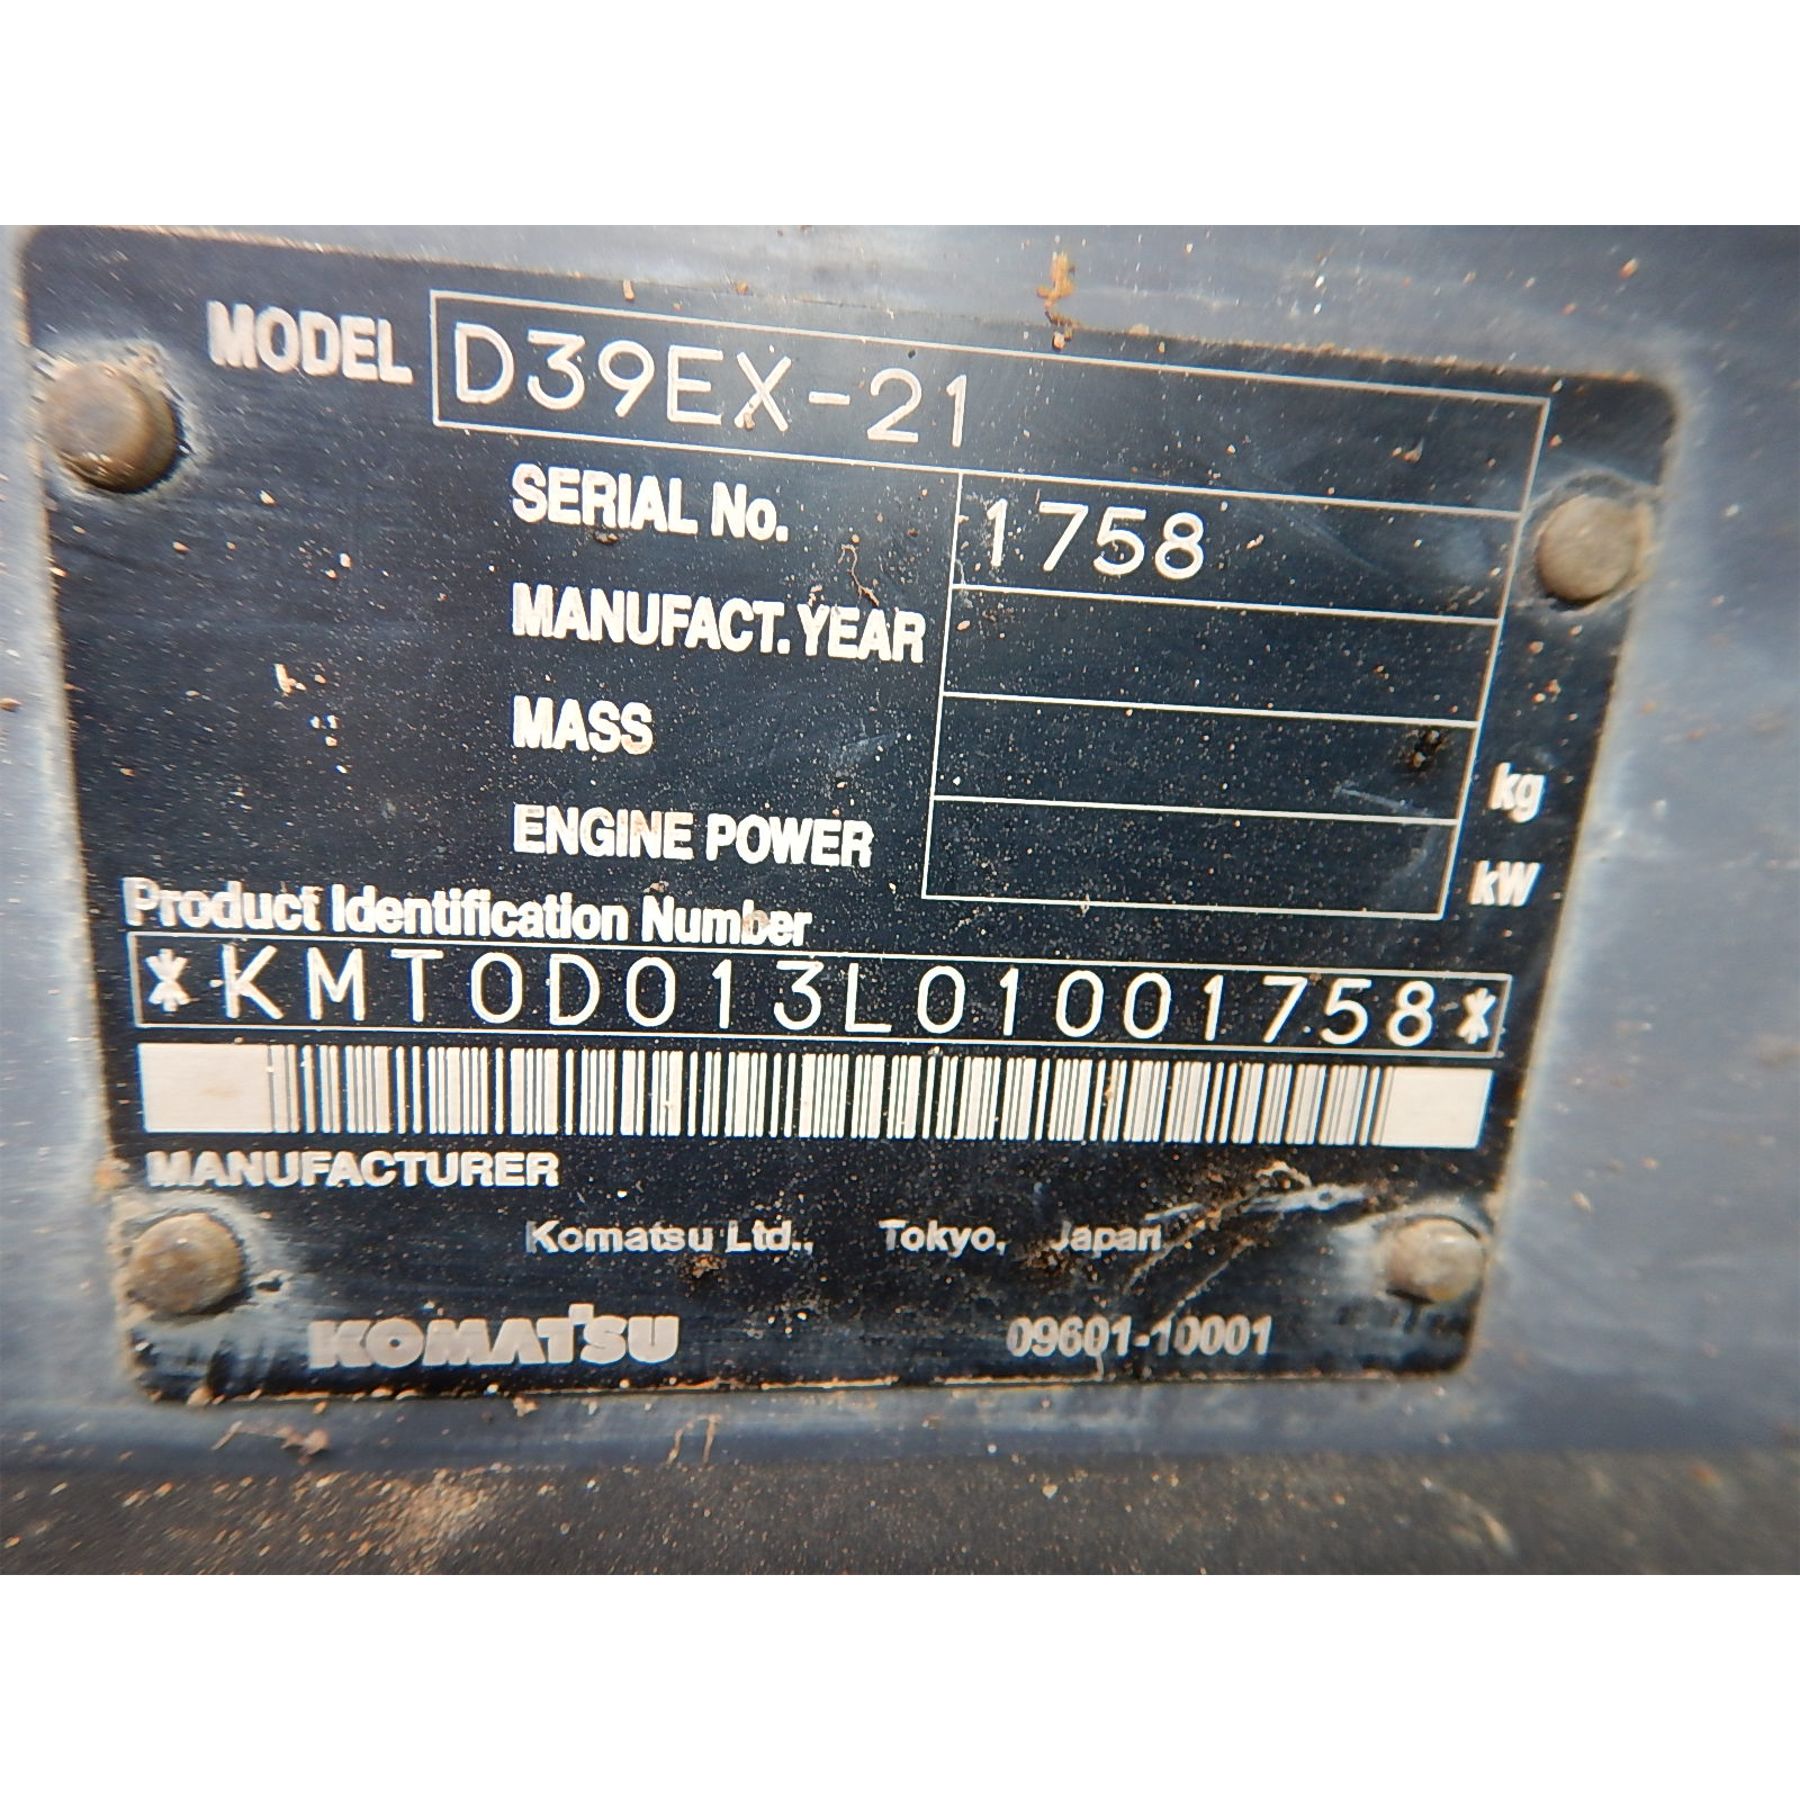 MODEL D39EX-21
SERIAL No. 1758
MANUFACT. YEAR
MASS kg
ENGINE POWER kW
Product Identification Number
*KMT0D013L01001758*
MANUFACTURER
Komatsu Ltd., Tokyo, Japan
KOMATSU 09601-10001